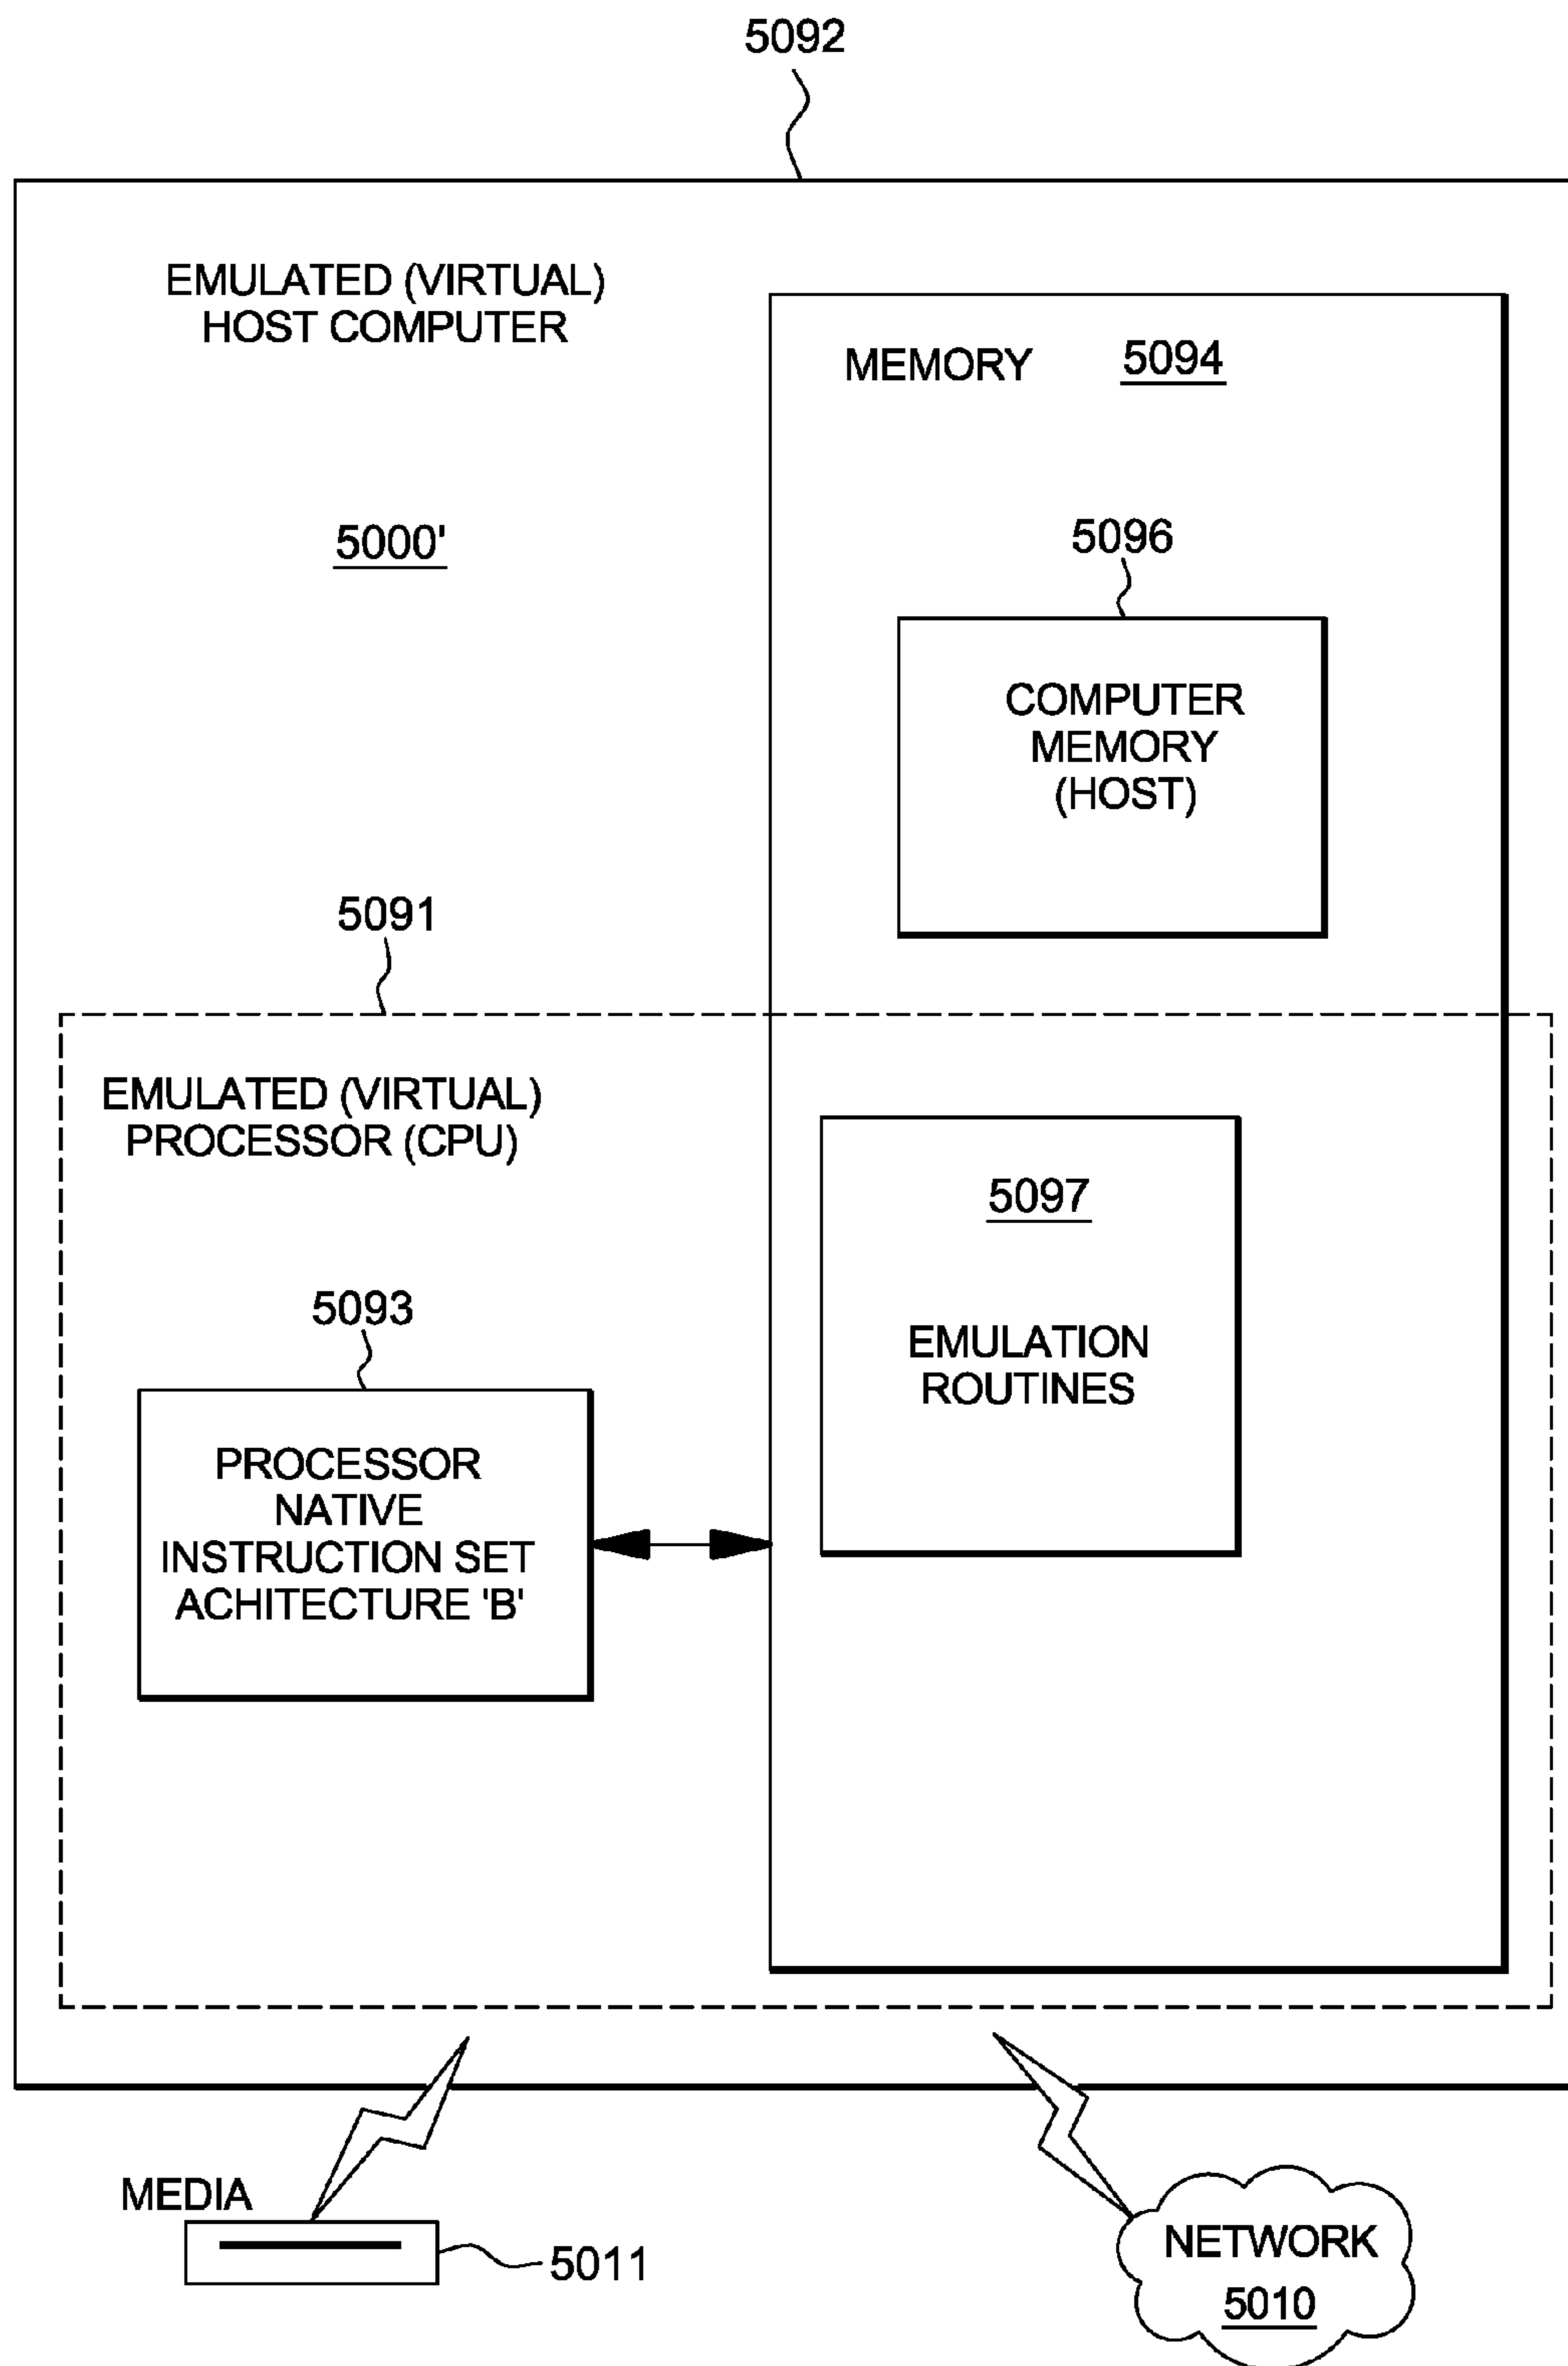 5092
EMULATED (VIRTUAL)
HOST COMPUTER
MEMORY
5094
5000'
5096
COMPUTER
MEMORY
(HOST)
5091
EMULATED (VIRTUAL)
PROCESSOR (CPU)
5097
EMULATION
ROUTINES
5093
PROCESSOR
NATIVE
INSTRUCTION SET
ACHITECTURE 'B'
MEDIA
5011
NETWORK
5010